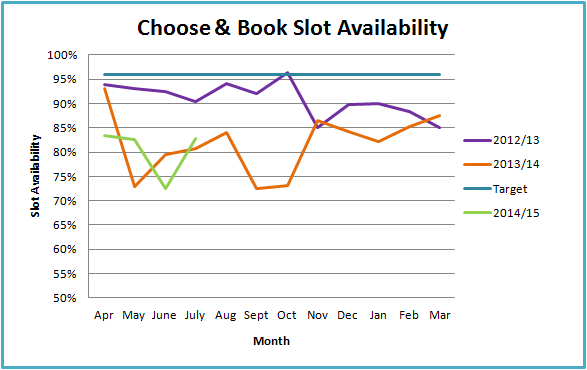 Choose & Book Slot Availability
100%
95%
90%
85%
80%
75%
70%
65%
60%
55%
50%
Slot Availability
Apr May June July Aug Sept Oct Nov Dec Jan Feb Mar
Month
2012/13
2013/14
Target
2014/15